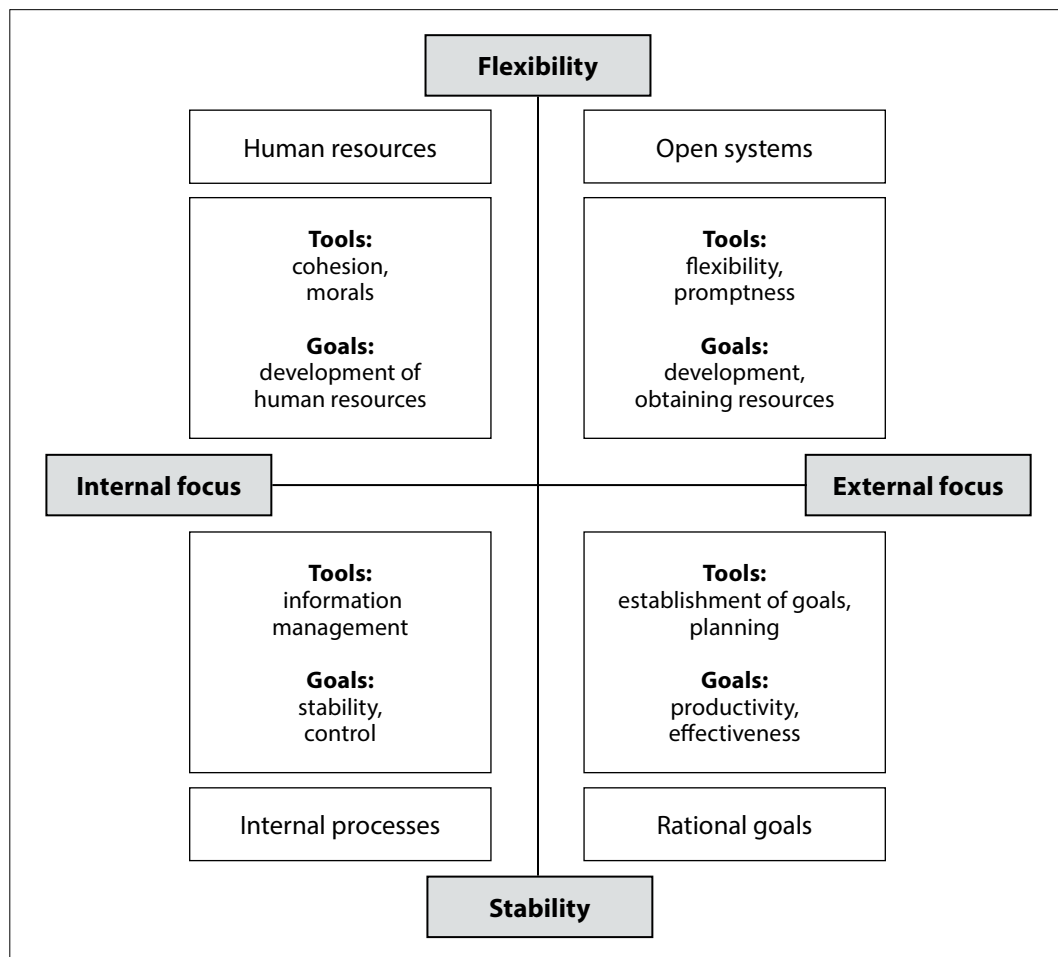 Flexibility
Human resources
Open systems
Tools:
cohesion,
morals
Goals:
development of
human resources
Tools:
flexibility,
promptness
Goals:
development,
obtaining resources
Internal focus
External focus
Tools:
information
management
Goals:
stability,
control
Tools:
establishment of goals,
planning
Goals:
productivity,
effectiveness
Internal processes
Rational goals
Stability